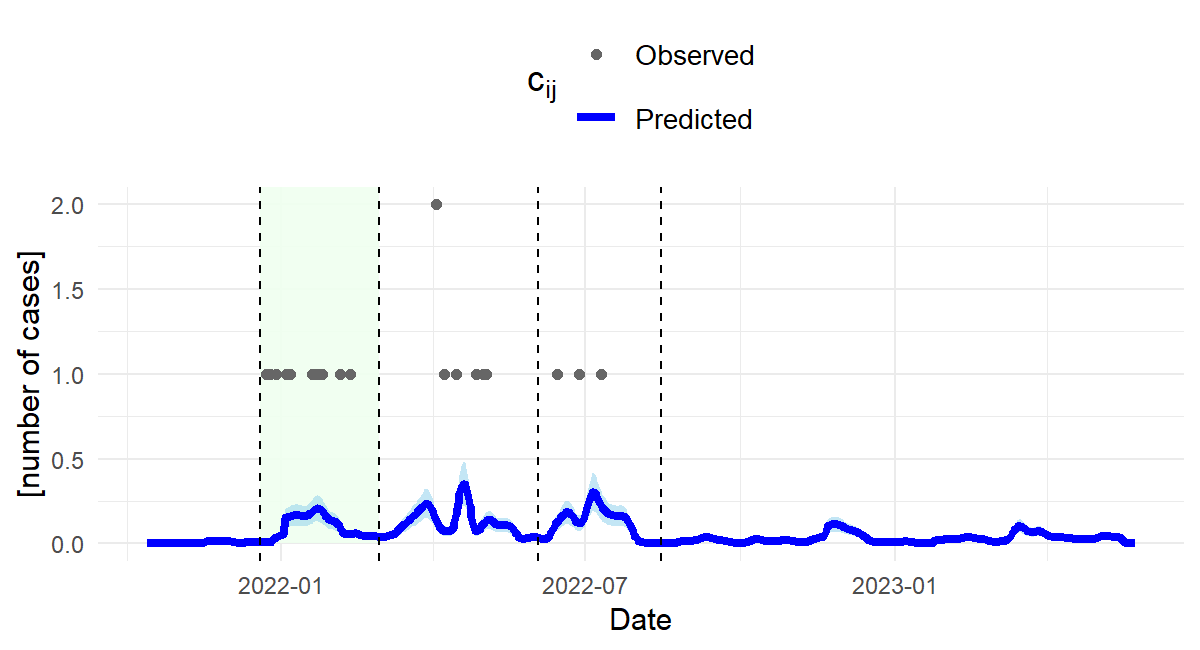 Observed
c_ij
Predicted
2.0
1.5
1.0
0.5
0.0
[number of cases]
2022-01 2022-07 2023-01
Date